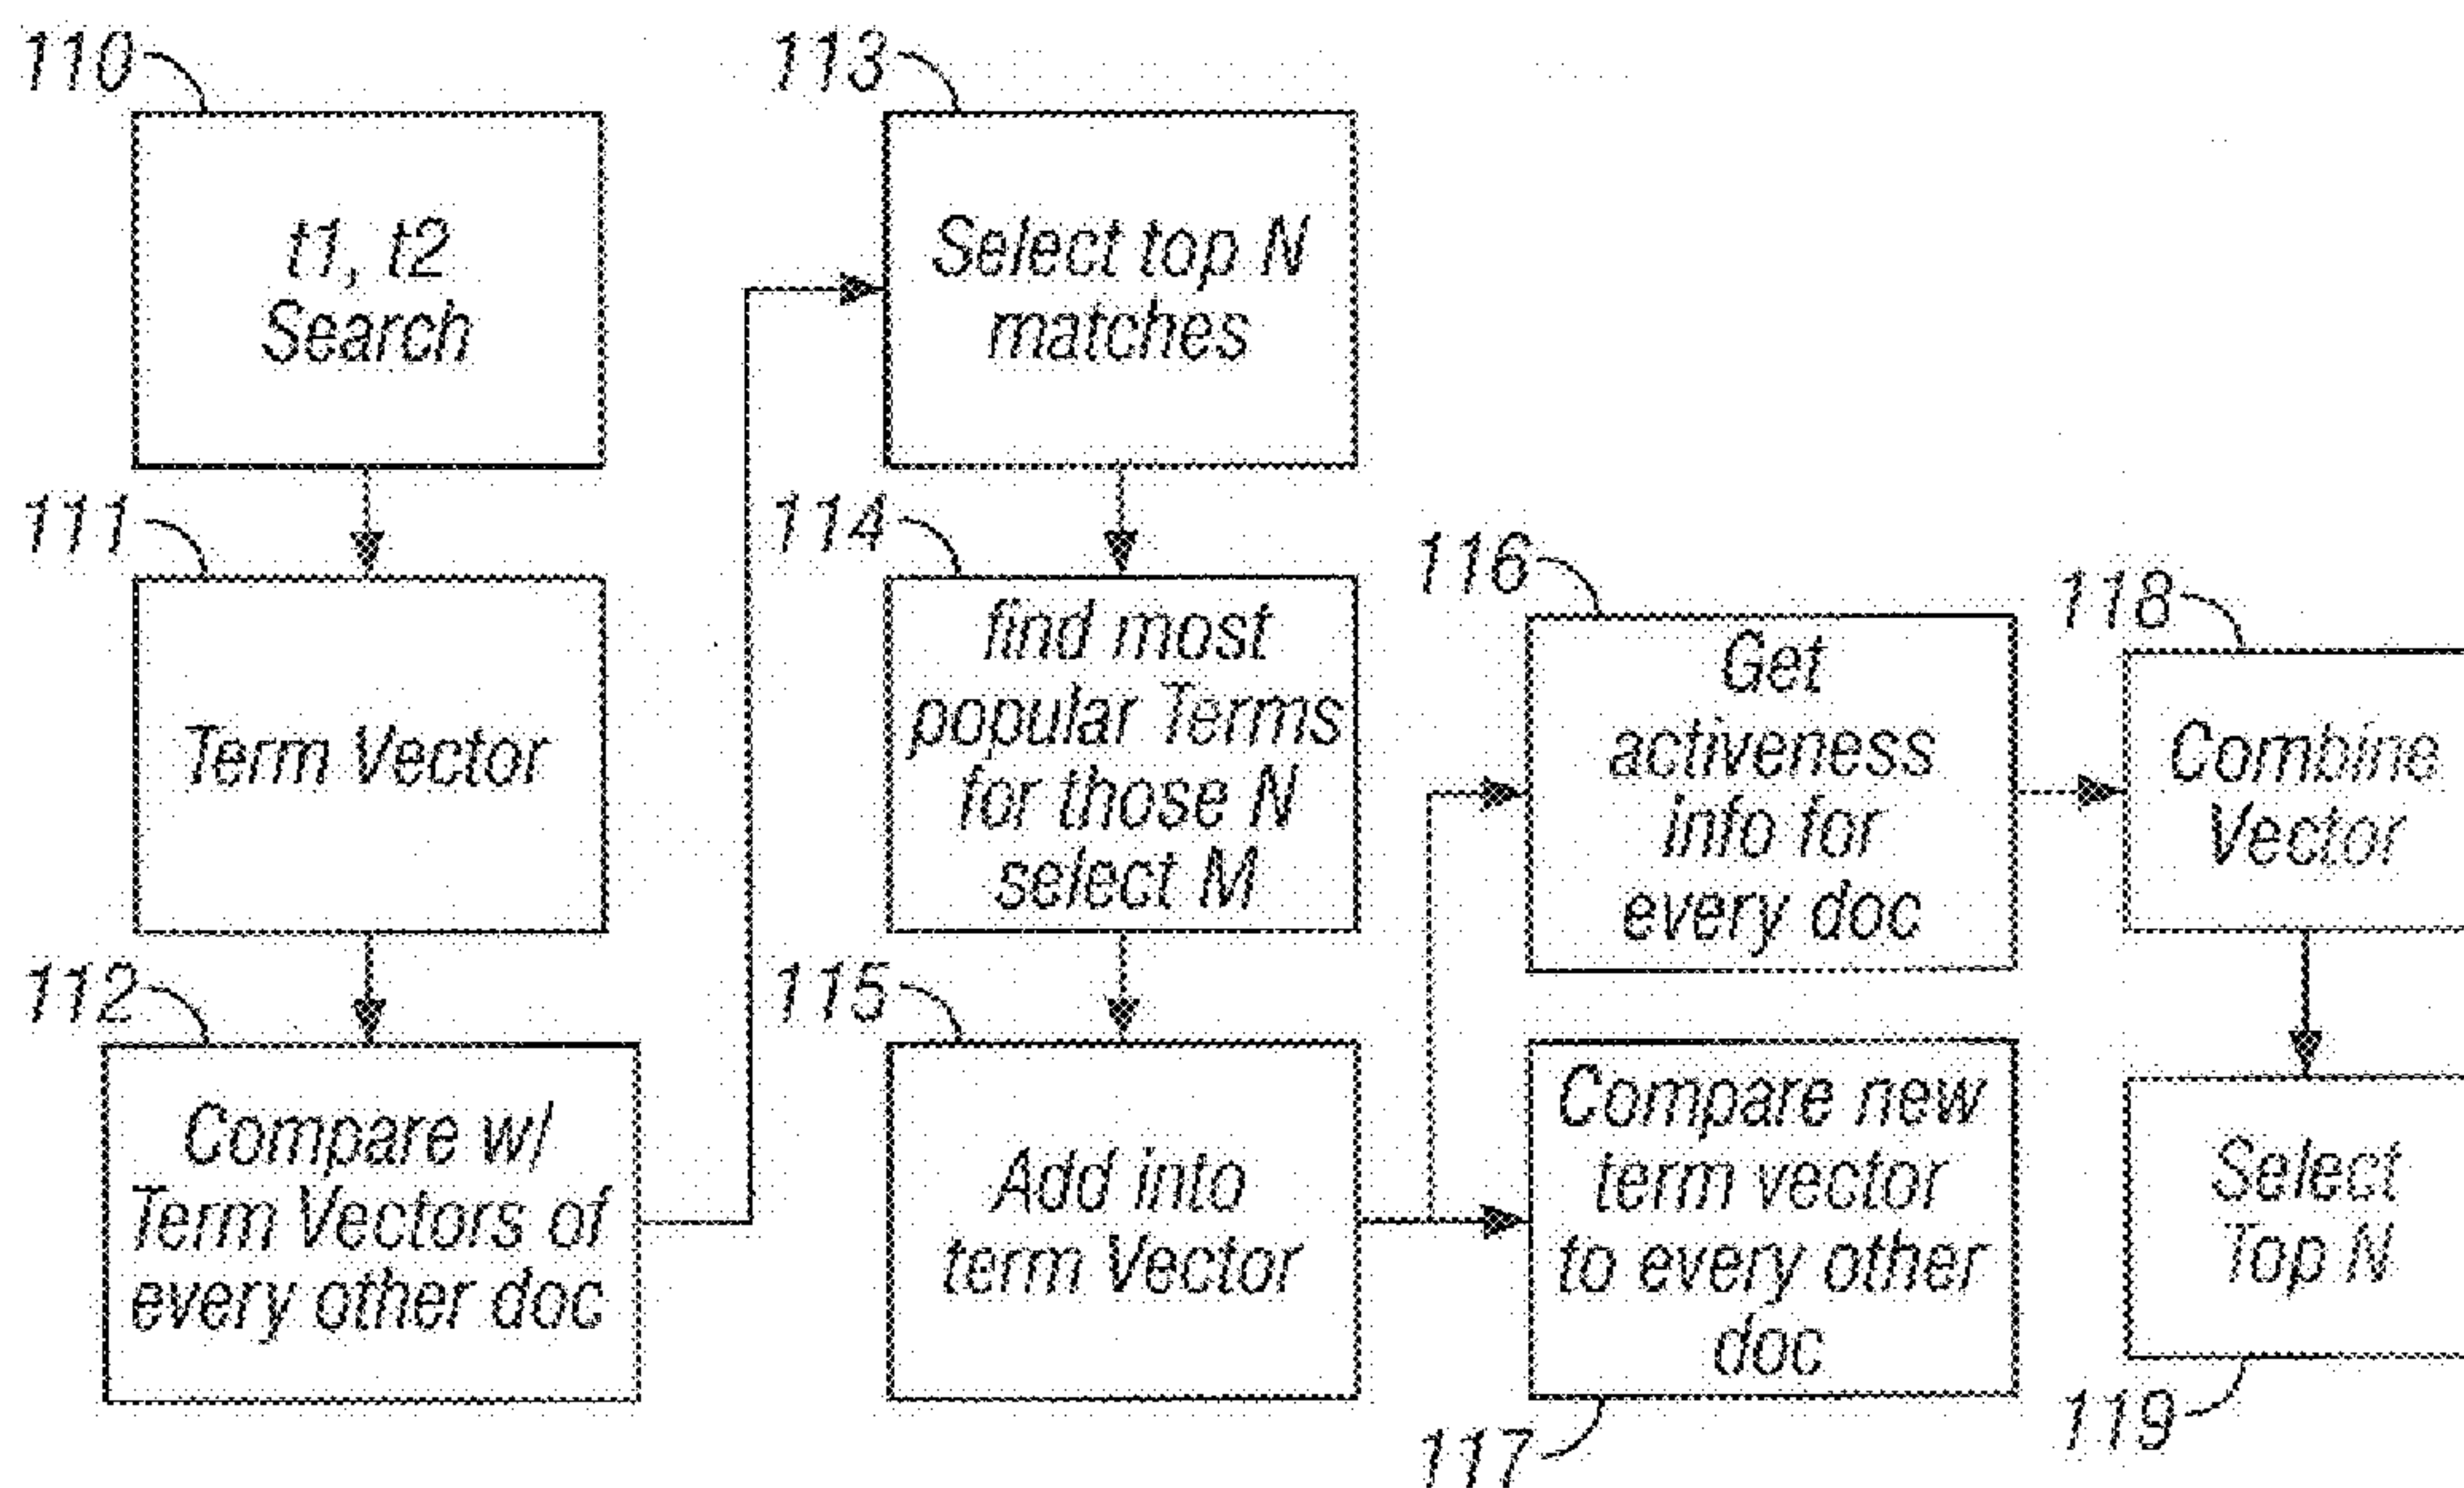 110
t1, t2
Search
111
Term Vector
112
Compare w/
Term Vectors of
every other doc
113
Select top N
matches
114
find most
popular Terms
for those N
select M
115
Add into
term Vector
116
Get
activeness
info for
every doc
117
Compare new
term vector
to every other
doc
118
Combine
Vector
119
Select
Top N